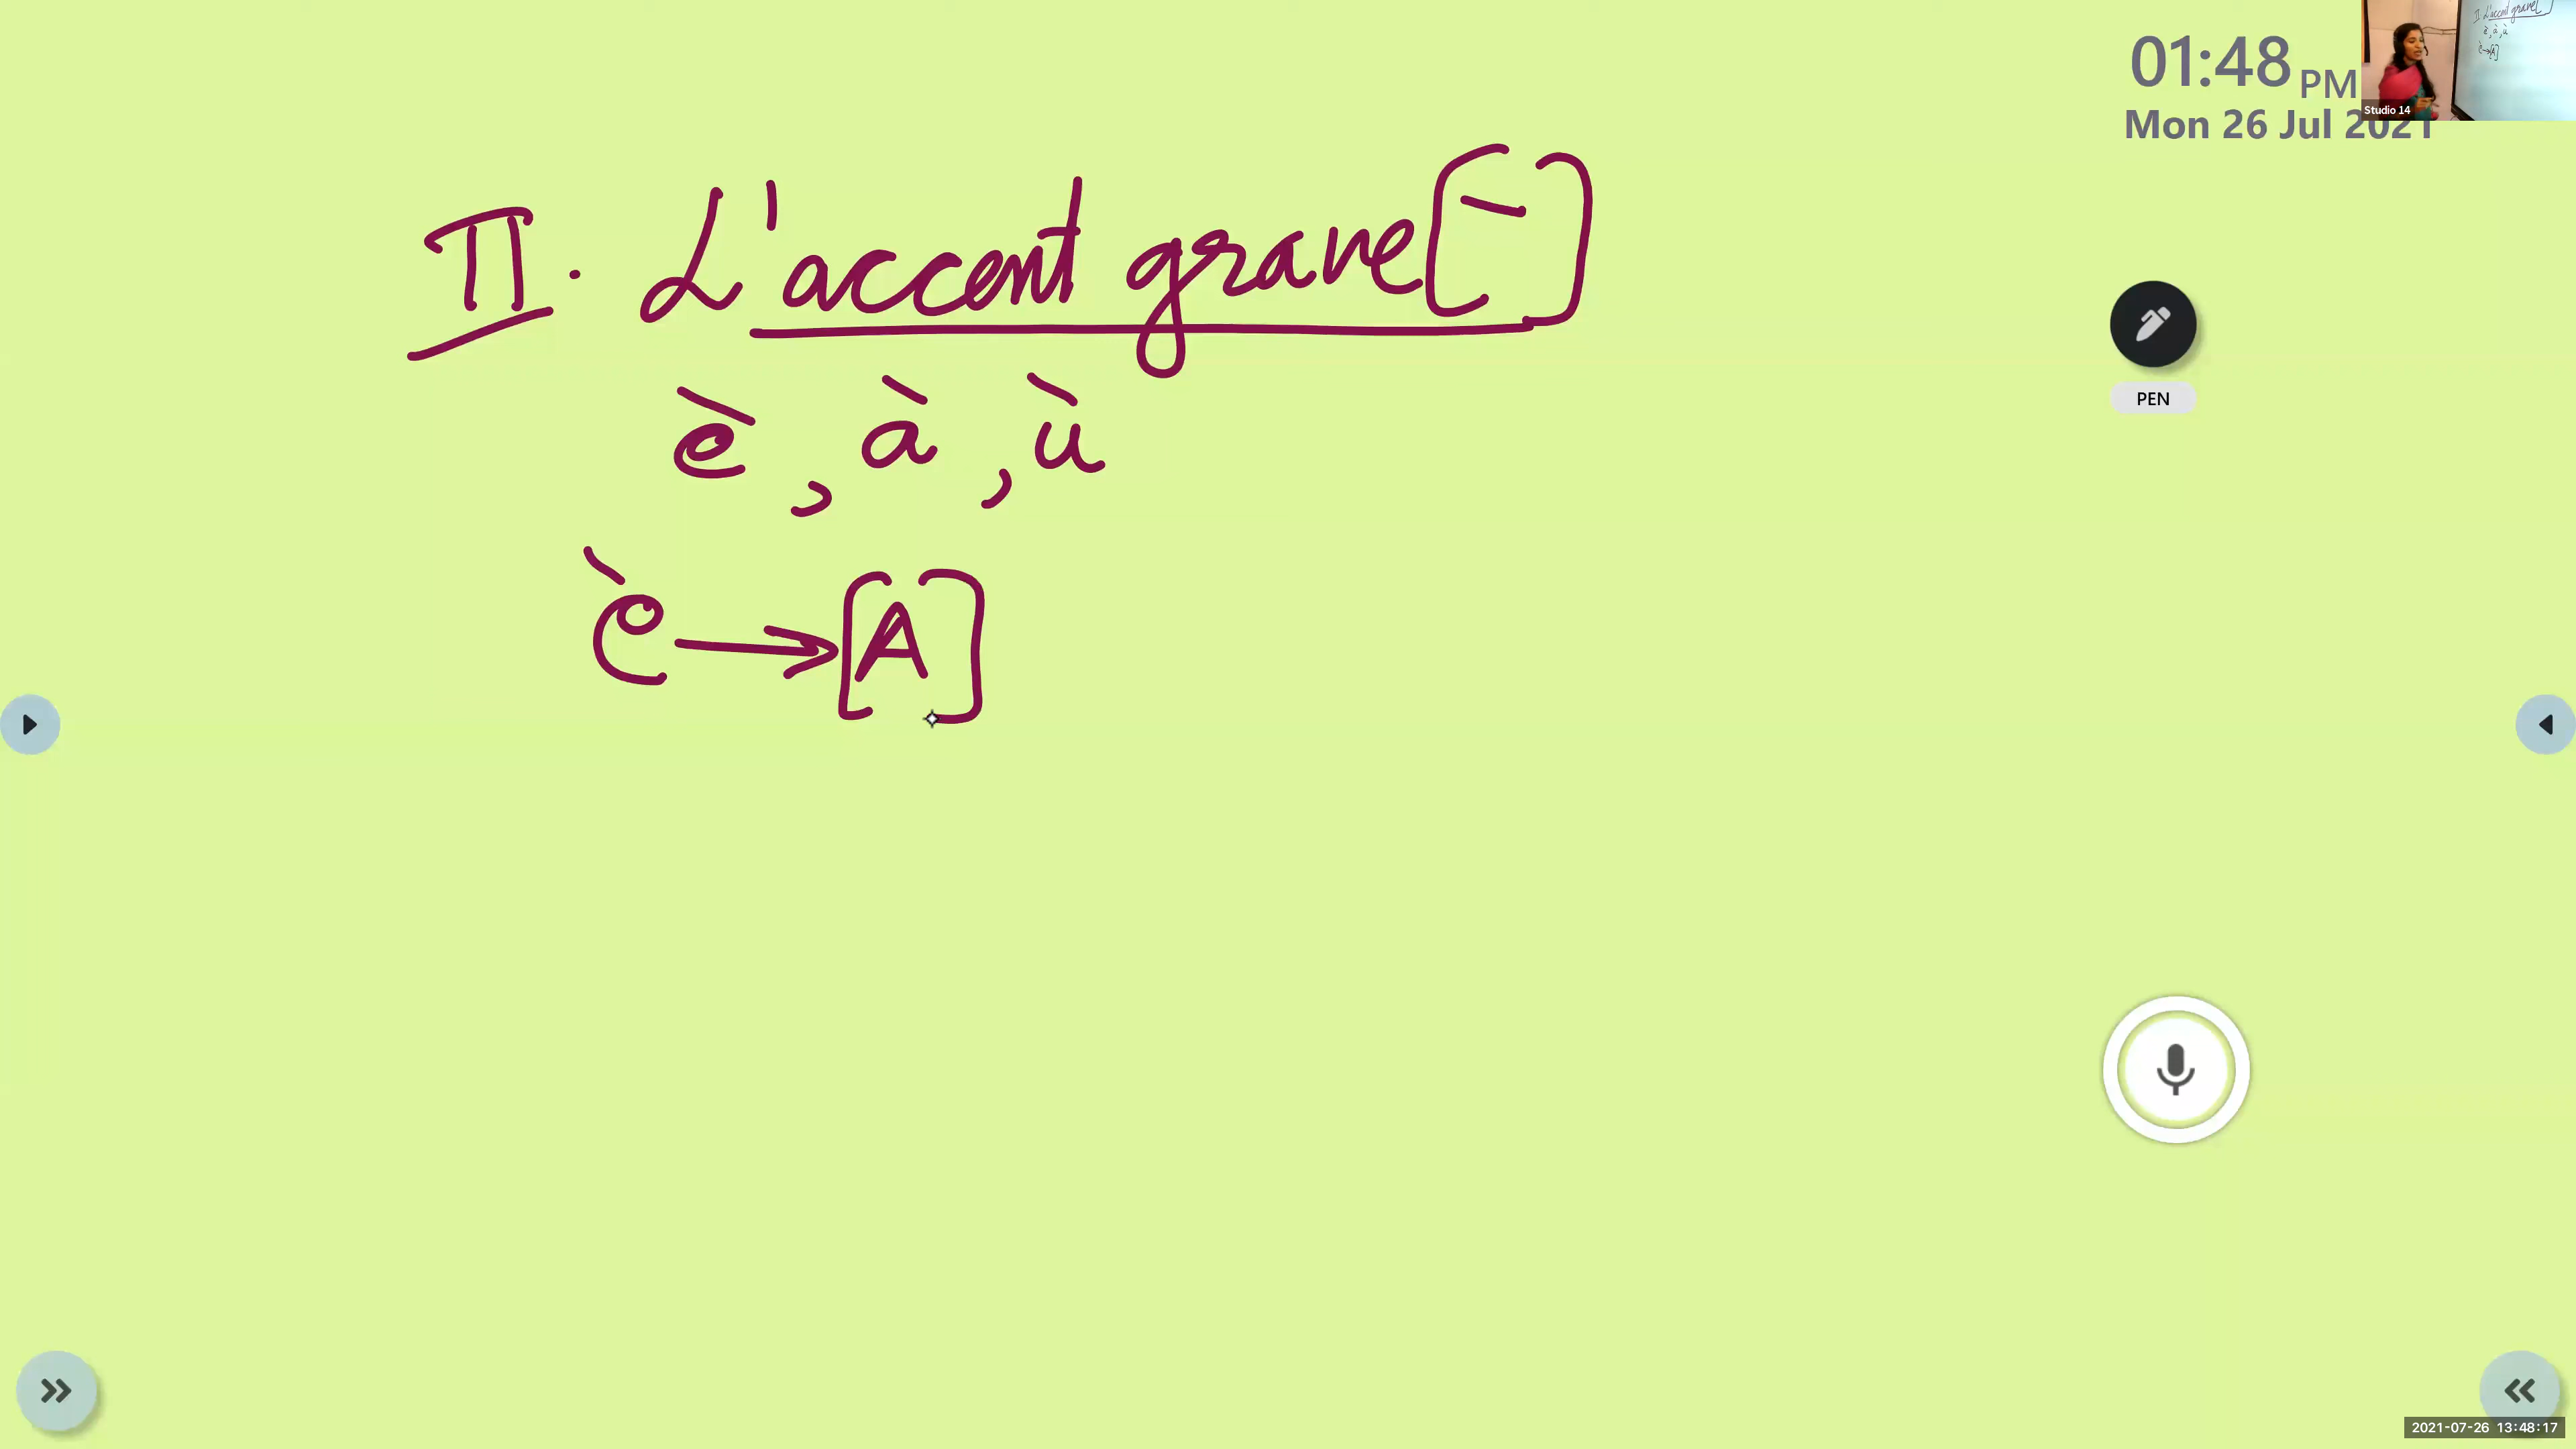 01:48 PM
Mon 26 Jul 2021
Studio 14
II. L'accent grave [`]
è, à, ù
è → [A]
PEN
2021-07-26 13:48:17